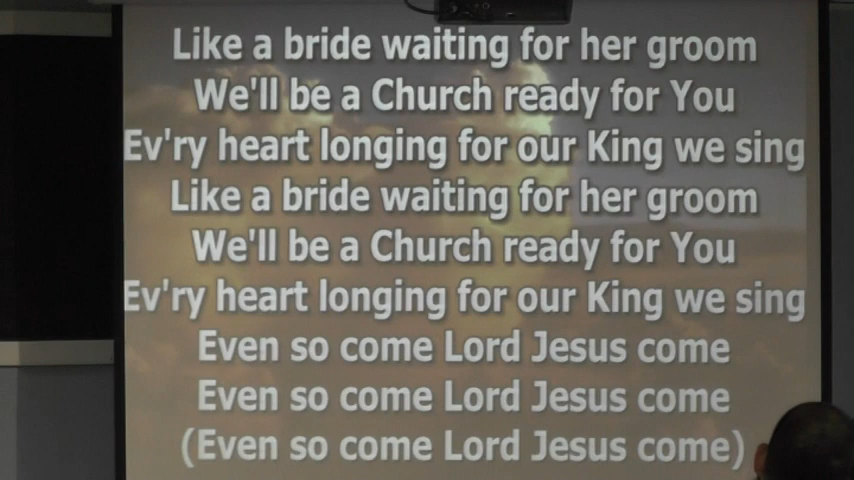 Like a bride waiting for her groom
We'll be a Church ready for You
Ev'ry heart longing for our King we sing
Like a bride waiting for her groom
We'll be a Church ready for You
Ev'ry heart longing for our King we sing
Even so come Lord Jesus come
Even so come Lord Jesus come
(Even so come Lord Jesus come)